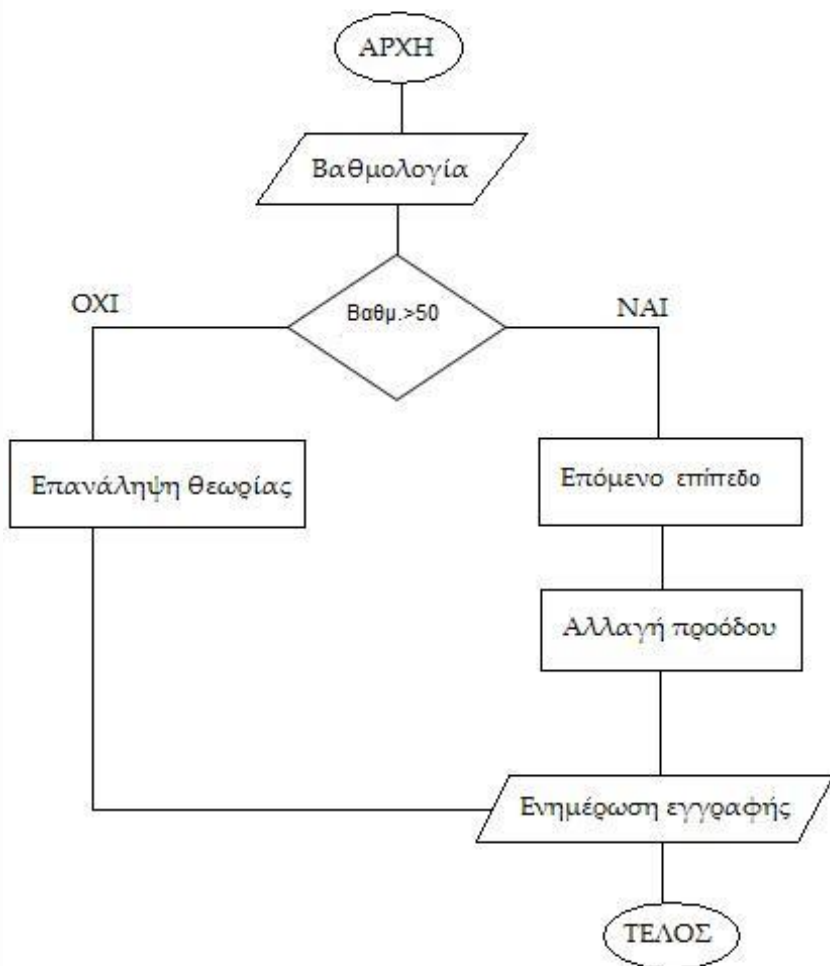 ΑΡΧΗ
Βαθμολογία
Βαθμ.>50
ΟΧΙ
ΝΑΙ
Επανάληψη θεωρίας
Επόμενο επίπεδο
Αλλαγή προόδου
Ενημέρωση εγγραφής
ΤΕΛΟΣ